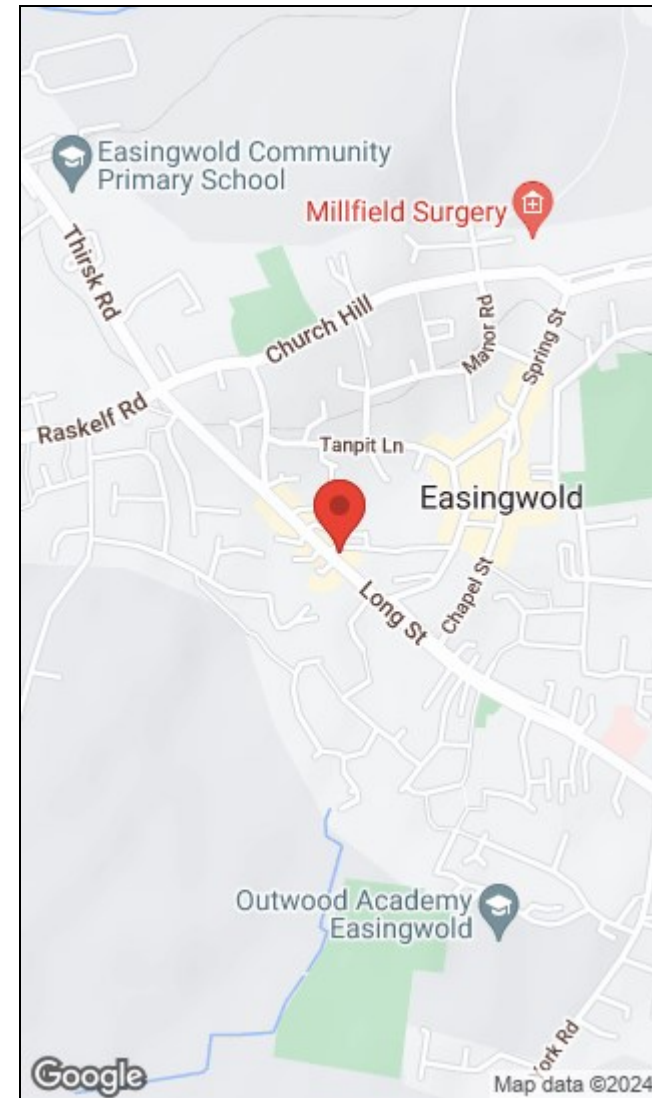 Easingwold Community
Primary School
Millfield Surgery
Thirsk Rd
Church Hill
Manor Rd
Spring St
Raskelf Rd
Tanpit Ln
Easingwold
Long St
Chapel St
Outwood Academy
Easingwold
York Rd
Google
Map data ©2024